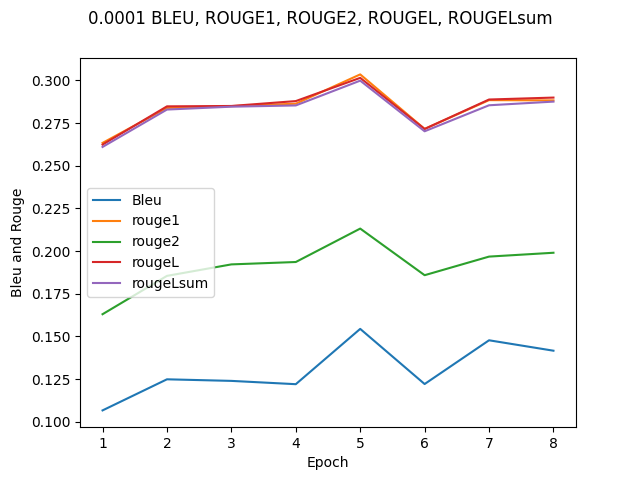 0.0001 BLEU, ROUGE1, ROUGE2, ROUGEL, ROUGELsum
0.300
0.275
0.250
0.225
0.200
0.175
0.150
0.125
0.100
Bleu and Rouge
Bleu
rouge1
rouge2
rougeL
rougeLsum
1 2 3 4 5 6 7 8
Epoch